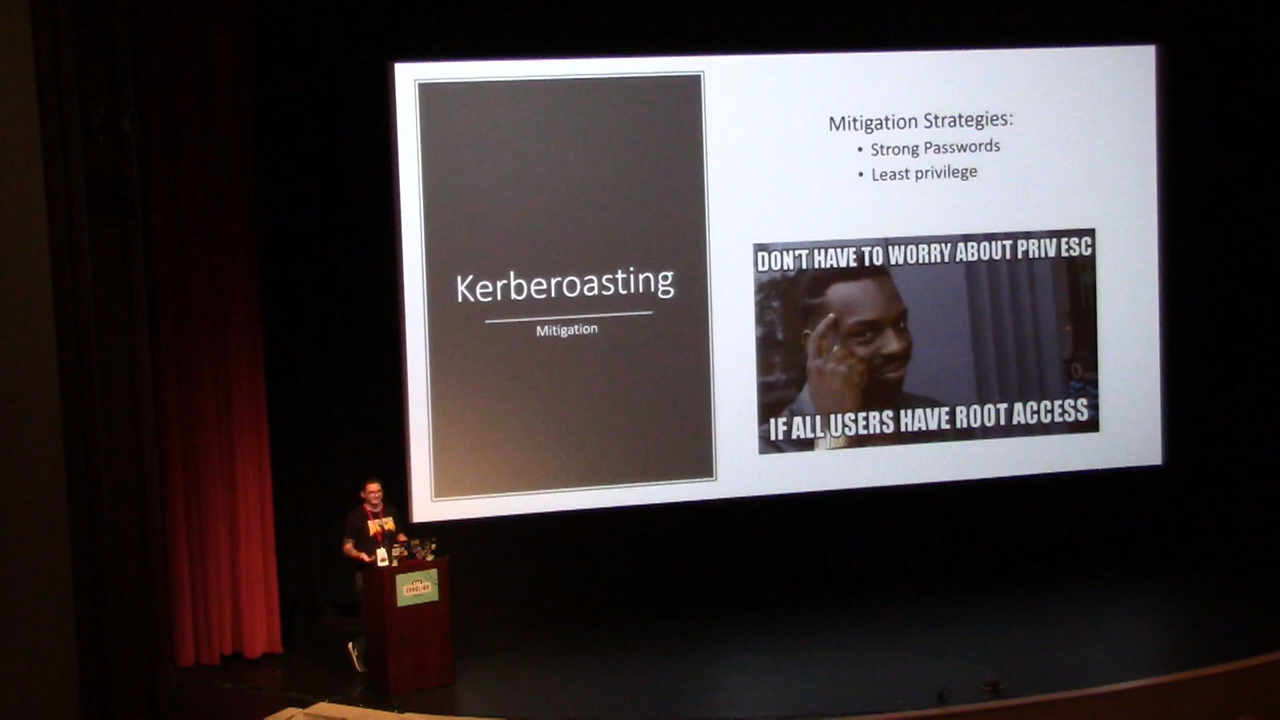 Kerberoasting
Mitigation
Mitigation Strategies:
• Strong Passwords
• Least privilege
DON'T HAVE TO WORRY ABOUT PRIV ESC
IF ALL USERS HAVE ROOT ACCESS